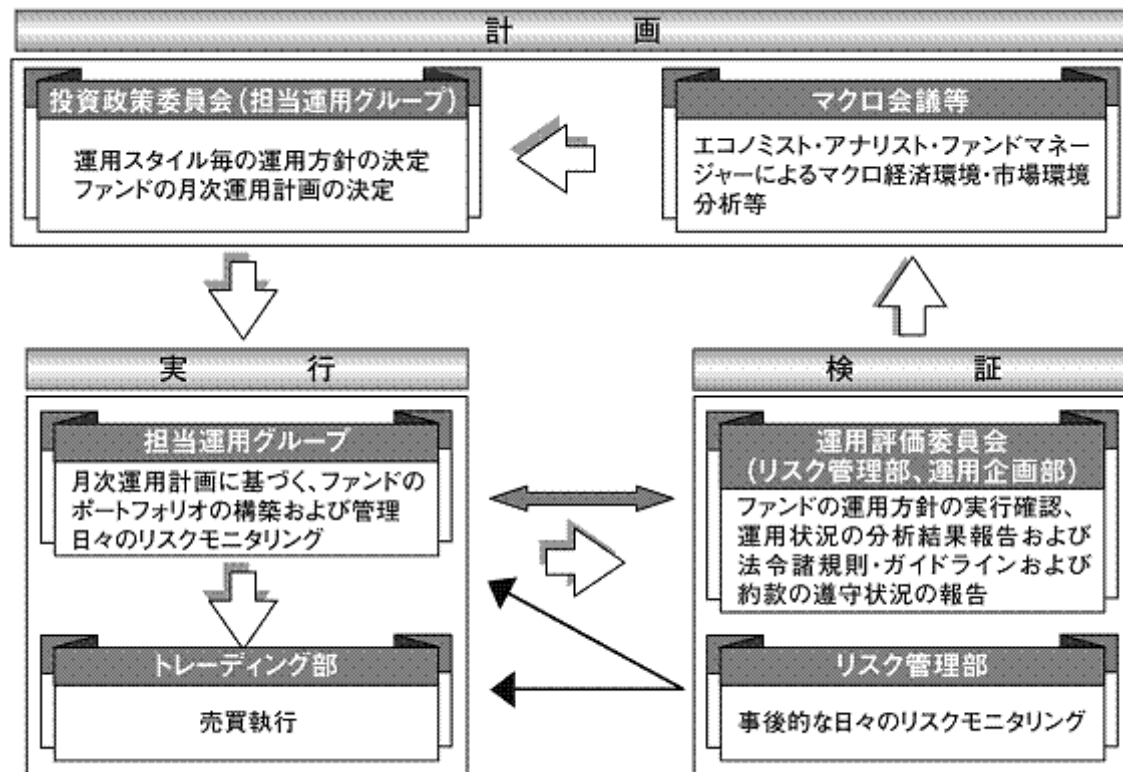 計画
投資政策委員会(担当運用グループ)
運用スタイル毎の運用方針の決定
ファンドの月次運用計画の決定
マクロ会議等
エコノミスト・アナリスト・ファンドマネー
ジャーによるマクロ経済環境・市場環境
分析等
実行
担当運用グループ
月次運用計画に基づく、ファンドの
ポートフォリオの構築および管理
日々のリスクモニタリング
トレーディング部
売買執行
検証
運用評価委員会
(リスク管理部、運用企画部)
ファンドの運用方針の実行確認、
運用状況の分析結果報告および
法令諸規則・ガイドラインおよび
約款の遵守状況の報告
リスク管理部
事後的な日々のリスクモニタリング